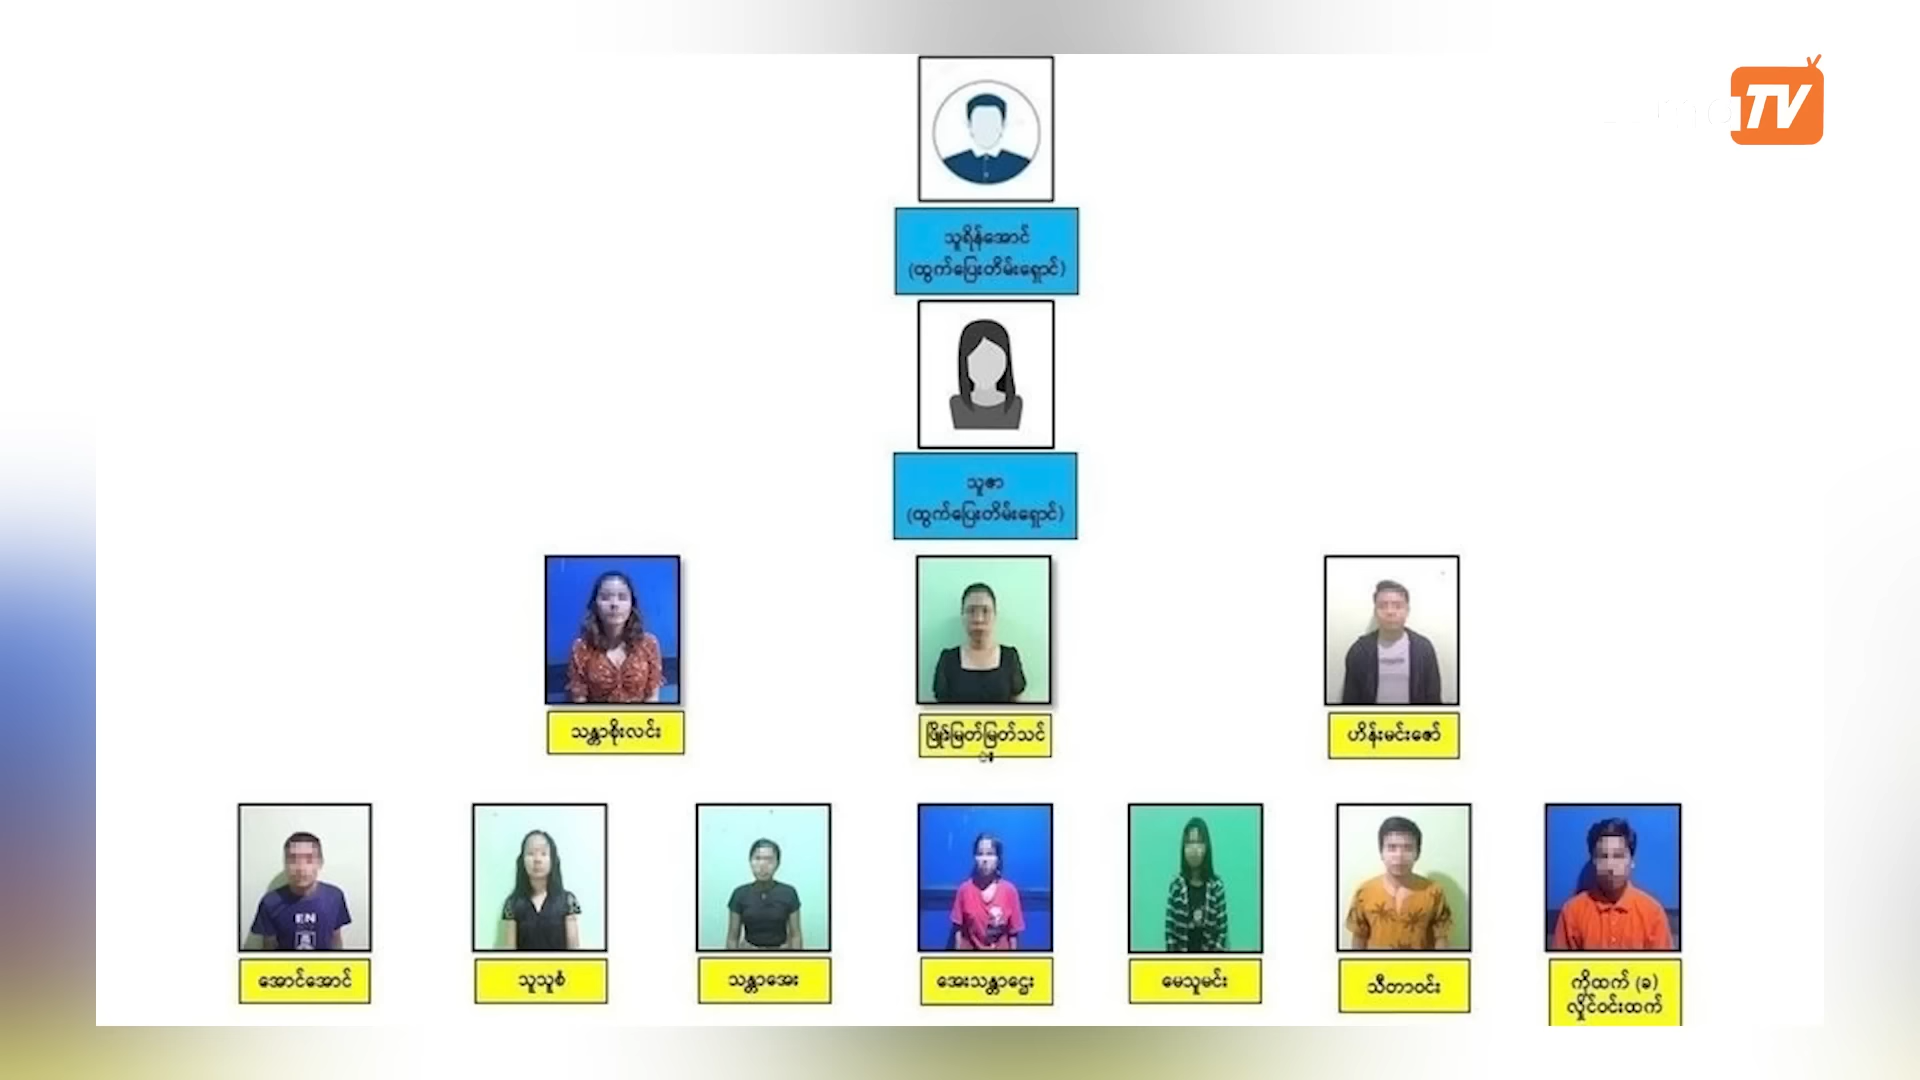 TV
သူရိန်အောင်
(ထွက်ပြေးတိမ်းရှောင်)
သူဇာ
(ထွက်ပြေးတိမ်းရှောင်)
သန္တာစိုးလင်း
ဖြိုးမြတ်မြတ်သင်း
ဟိန်းမင်းဇော်
အောင်အောင်
သူသူစံ
သန္တာအေး
အေးသန္တာဌေး
မေသူမင်း
သီတာဝင်း
ကိုထက် (ခ)
လှိုင်ဝင်းထက်
EN